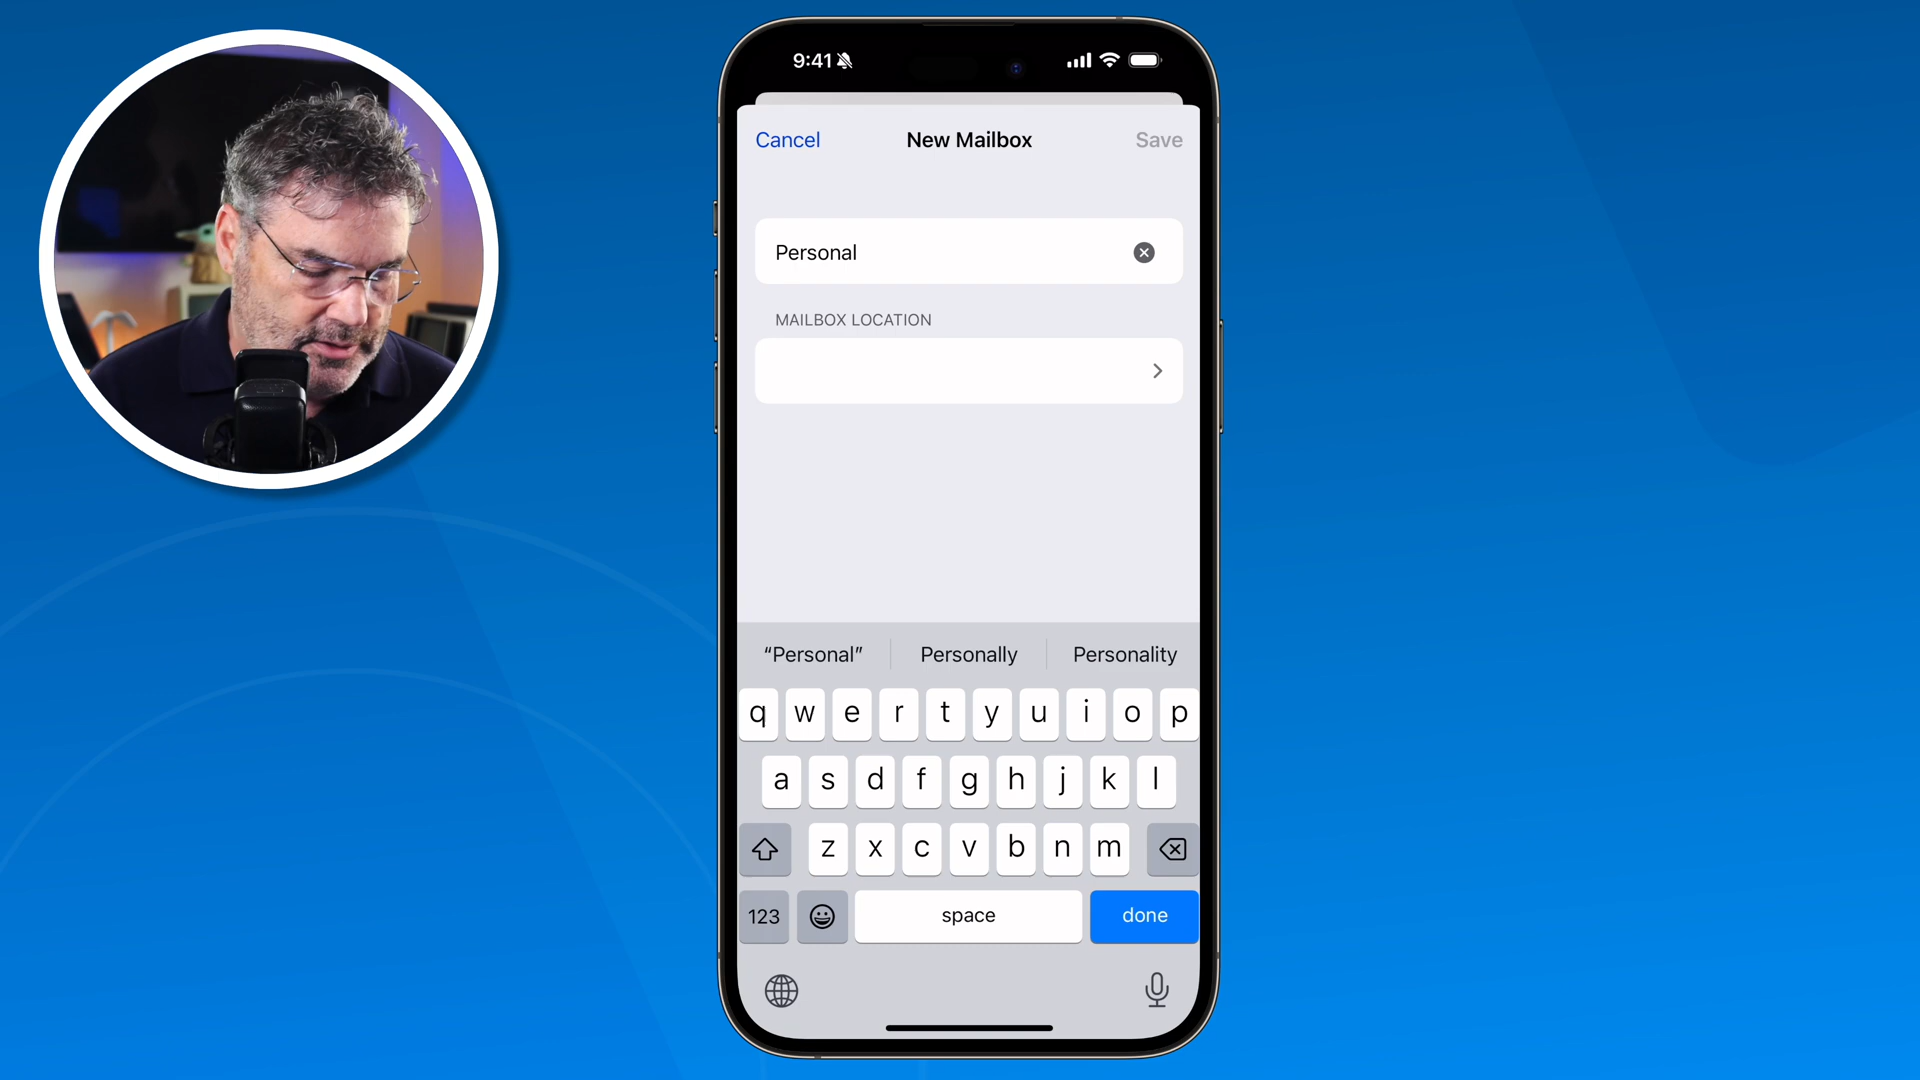 9:41
Cancel
New Mailbox
Save
Personal
MAILBOX LOCATION
“Personal”
Personally
Personality
q w e r t y u i o p
a s d f g h j k l
z x c v b n m
123
space
done